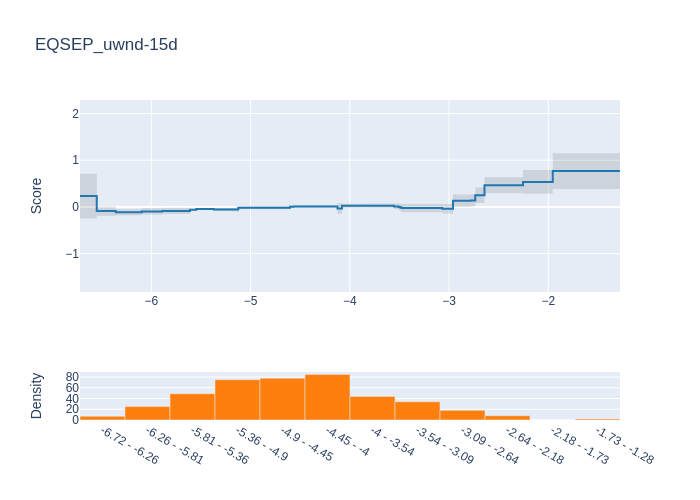 EQSEP_uwnd-15d
Score
2
1
0
−1
−6
−5
−4
−3
−2
Density
80
60
40
20
0
-6.72 - -6.26
-6.26 - -5.81
-5.81 - -5.36
-5.36 - -4.9
-4.9 - -4.45
-4.45 - -4
-4 - -3.54
-3.54 - -3.09
-3.09 - -2.64
-2.64 - -2.18
-2.18 - -1.73
-1.73 - -1.28